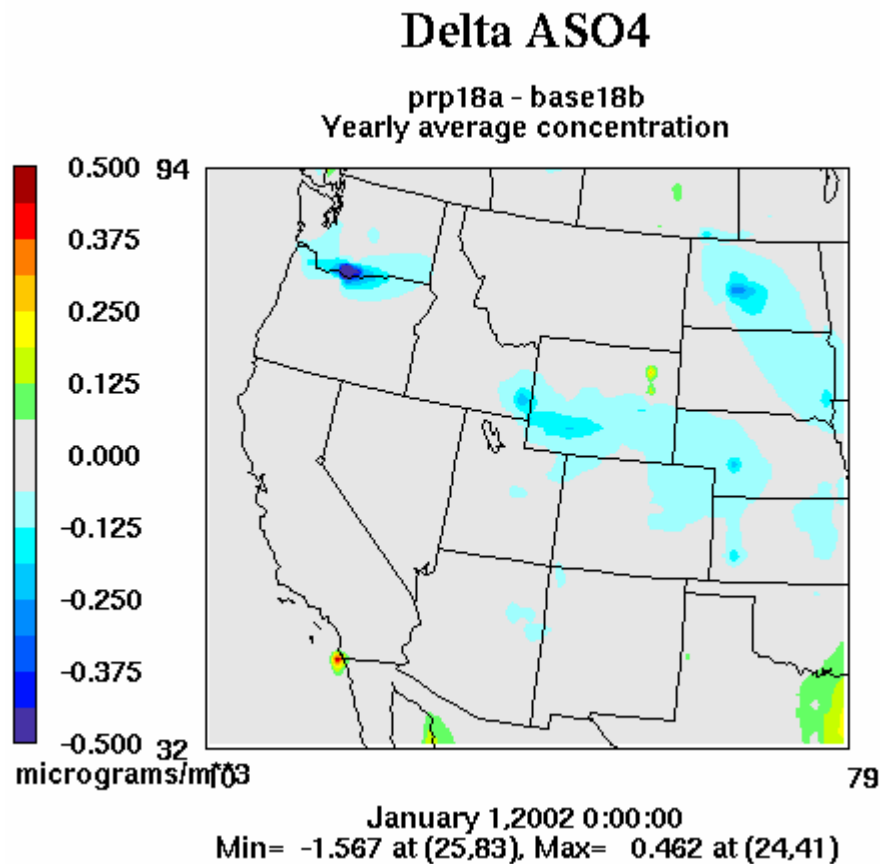 Delta ASO4
prp18a - base18b
Yearly average concentration
0.500 94
0.375
0.250
0.125
0.000
-0.125
-0.250
-0.375
-0.500 32
79
January 1,2002 0:00:00
Min= -1.567 at (25,83), Max= 0.462 at (24,41)